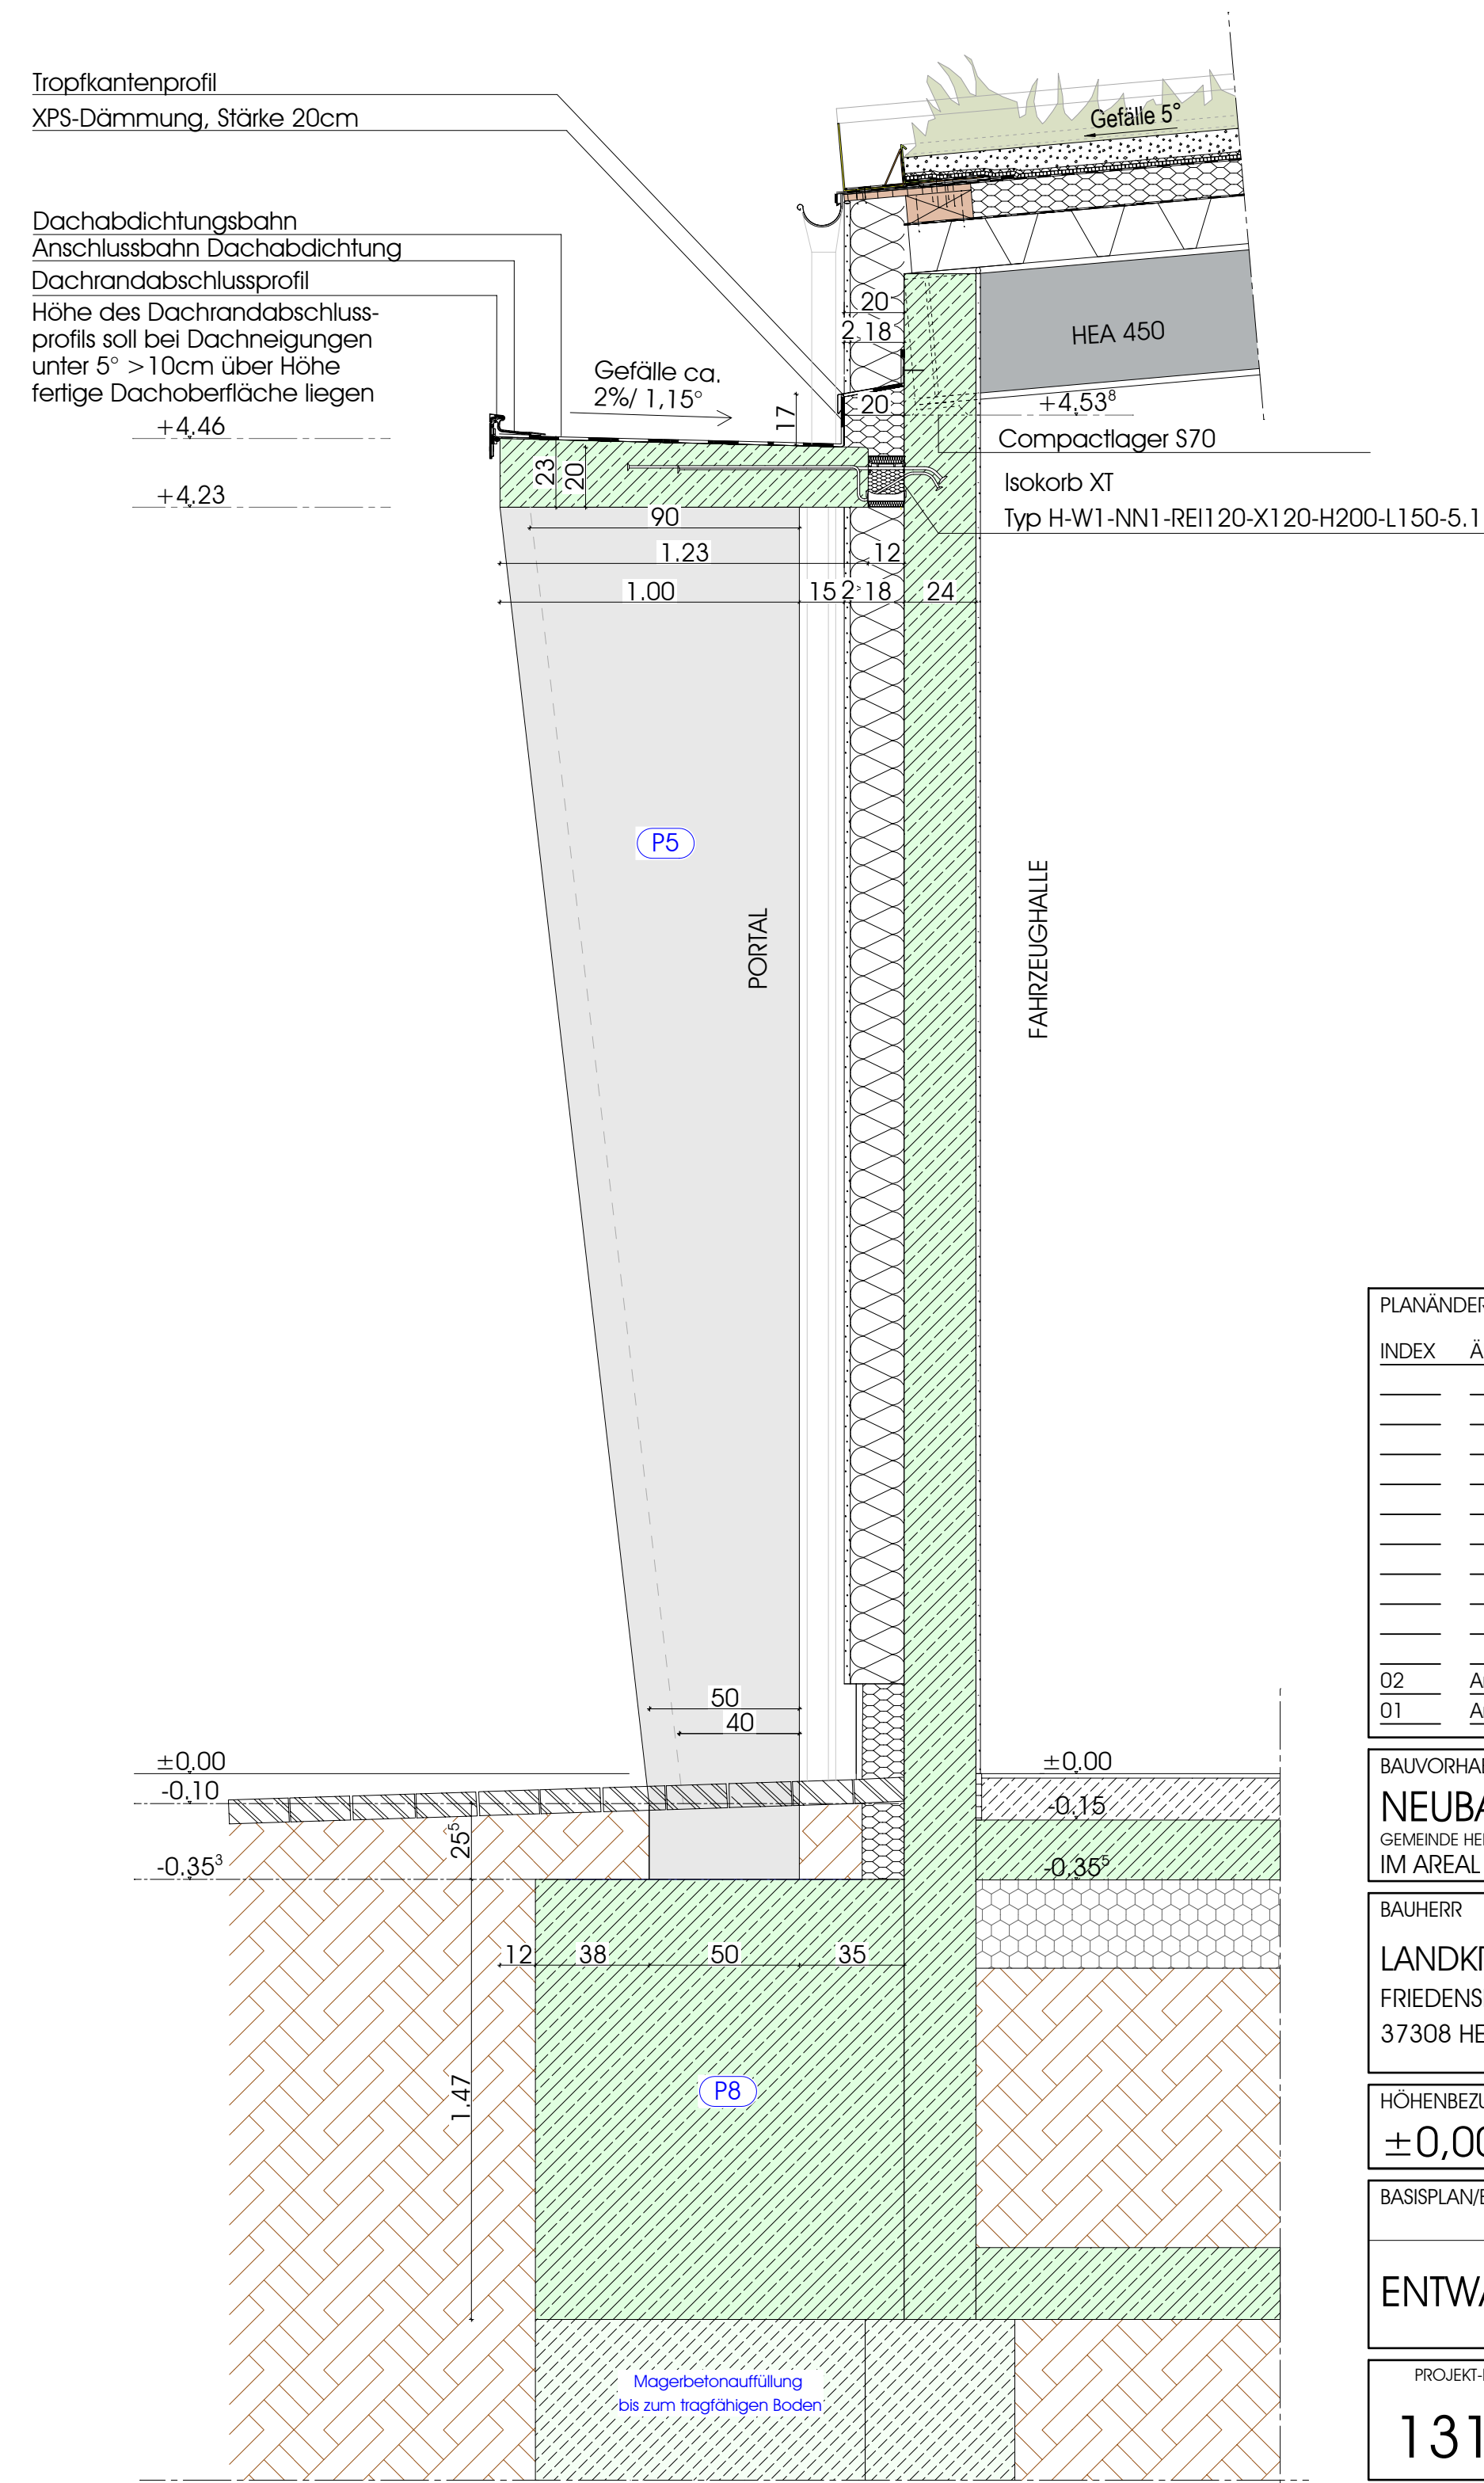 Tropfkantenprofil
XPS-Dämmung, Stärke 20cm
Dachabdichtungsbahn
Anschlussbahn Dachabdichtung
Dachrandabschlussprofil
Höhe des Dachrandabschluss-
profils soll bei Dachneigungen
unter 5° >10cm über Höhe
fertige Dachoberfläche liegen
+4.46
+4.23
Gefälle 5°
HEA 450
20
2 18
Gefälle ca.
2%/ 1,15°
17
20
+4.53⁸
Compactlager S70
Isokorb XT
Typ H-W1-NN1-REI120-X120-H200-L150-5.1
23
20
90
1.23
12
1.00
15 2⁵ 18
24
P5
PORTAL
FAHRZEUGHALLE
50
40
±0.00
-0.10
25⁵
-0.35³
±0.00
-0.15
-0.35⁵
12
38
50
35
1.47
P8
Magerbetonauffüllung
bis zum tragfähigen Boden
PLANÄNDER
INDEX Ä
02 A
01 A
BAUVORHA
NEUBA
GEMEINDE HEI
IM AREAL
BAUHERR
LANDK
FRIEDENS
37308 HE
HÖHENBEZU
±0,00
BASISPLAN/
ENTWA
PROJEKT-
131